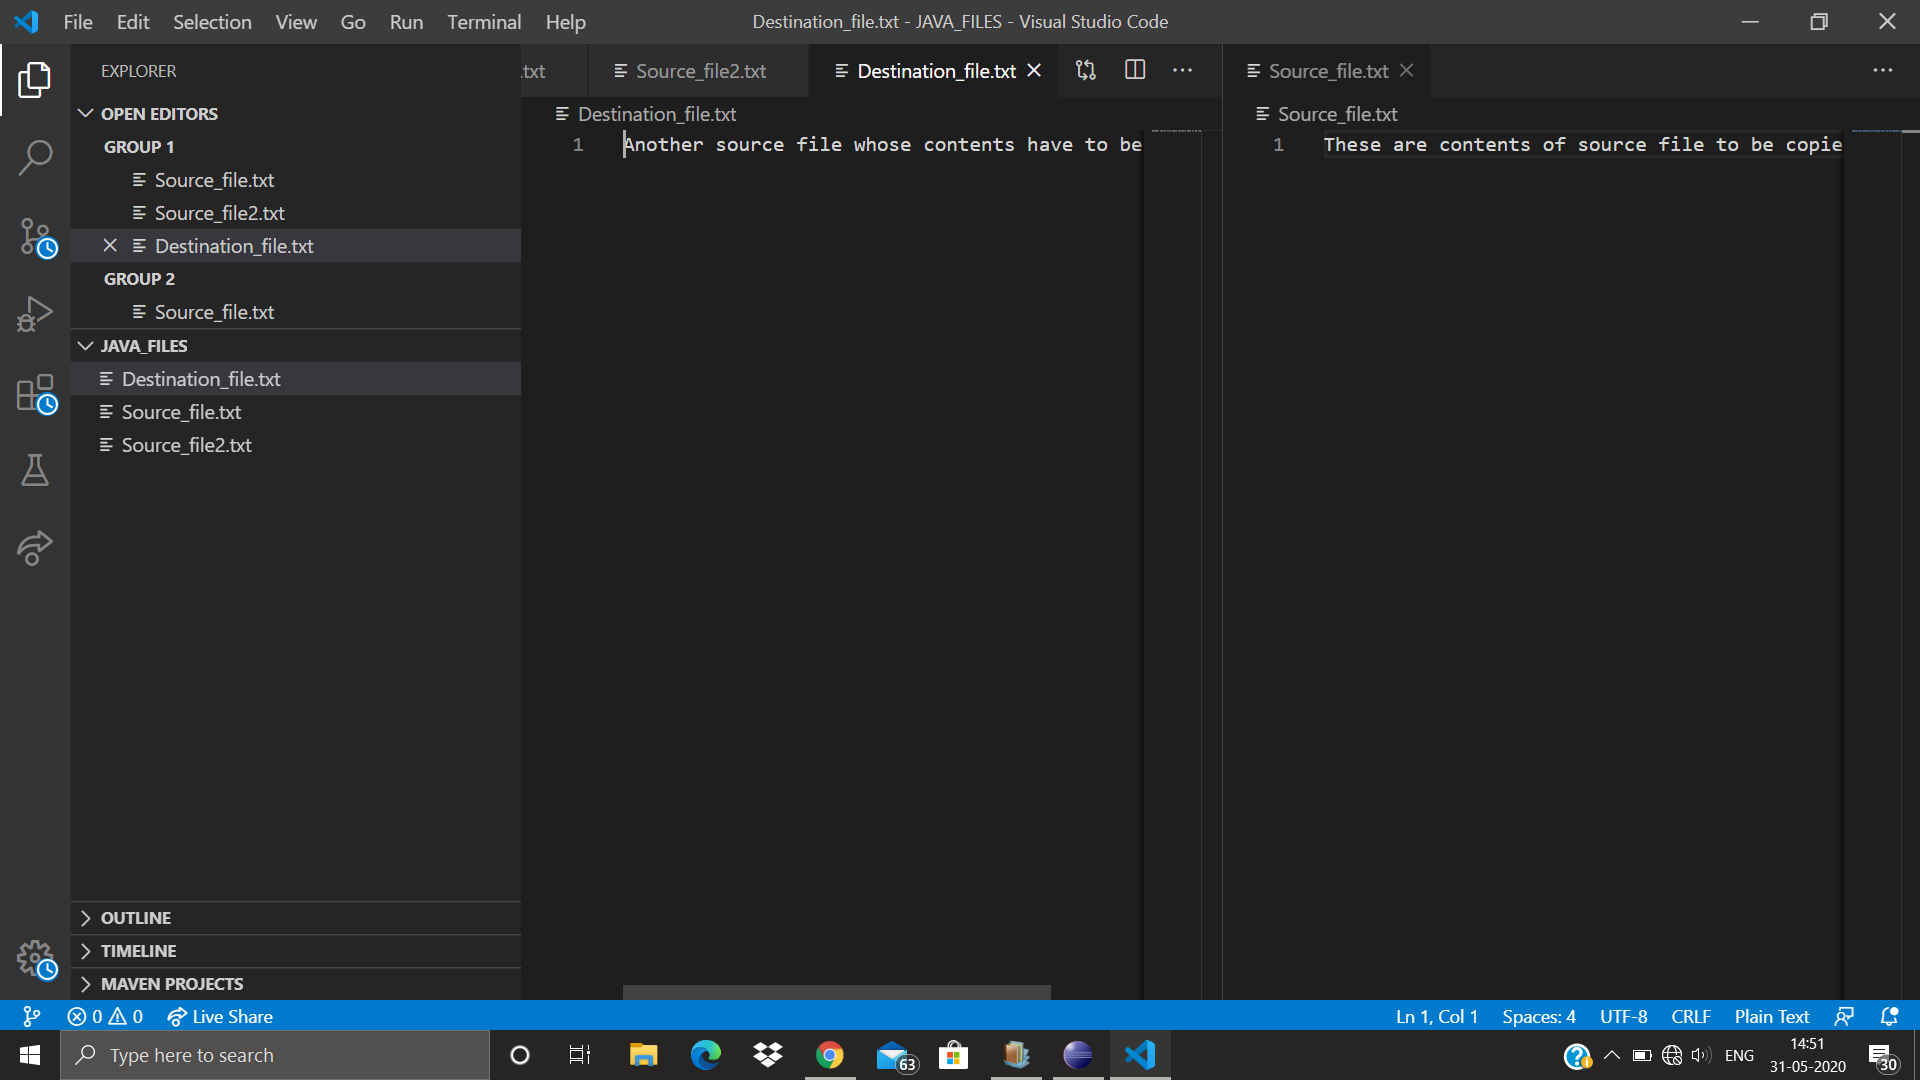 File Edit Selection View Go Run Terminal Help
Destination_file.txt - JAVA_FILES - Visual Studio Code
EXPLORER
OPEN EDITORS
GROUP 1
Source_file.txt
Source_file2.txt
Destination_file.txt
GROUP 2
Source_file.txt
JAVA_FILES
Destination_file.txt
Source_file.txt
Source_file2.txt
OUTLINE
TIMELINE
MAVEN PROJECTS
.txt Source_file2.txt Destination_file.txt
Destination_file.txt
1 Another source file whose contents have to be
Source_file.txt
Source_file.txt
1 These are contents of source file to be copie
0 0 Live Share
Ln 1, Col 1 Spaces: 4 UTF-8 CRLF Plain Text
Type here to search
63
ENG
14:51
31-05-2020
30